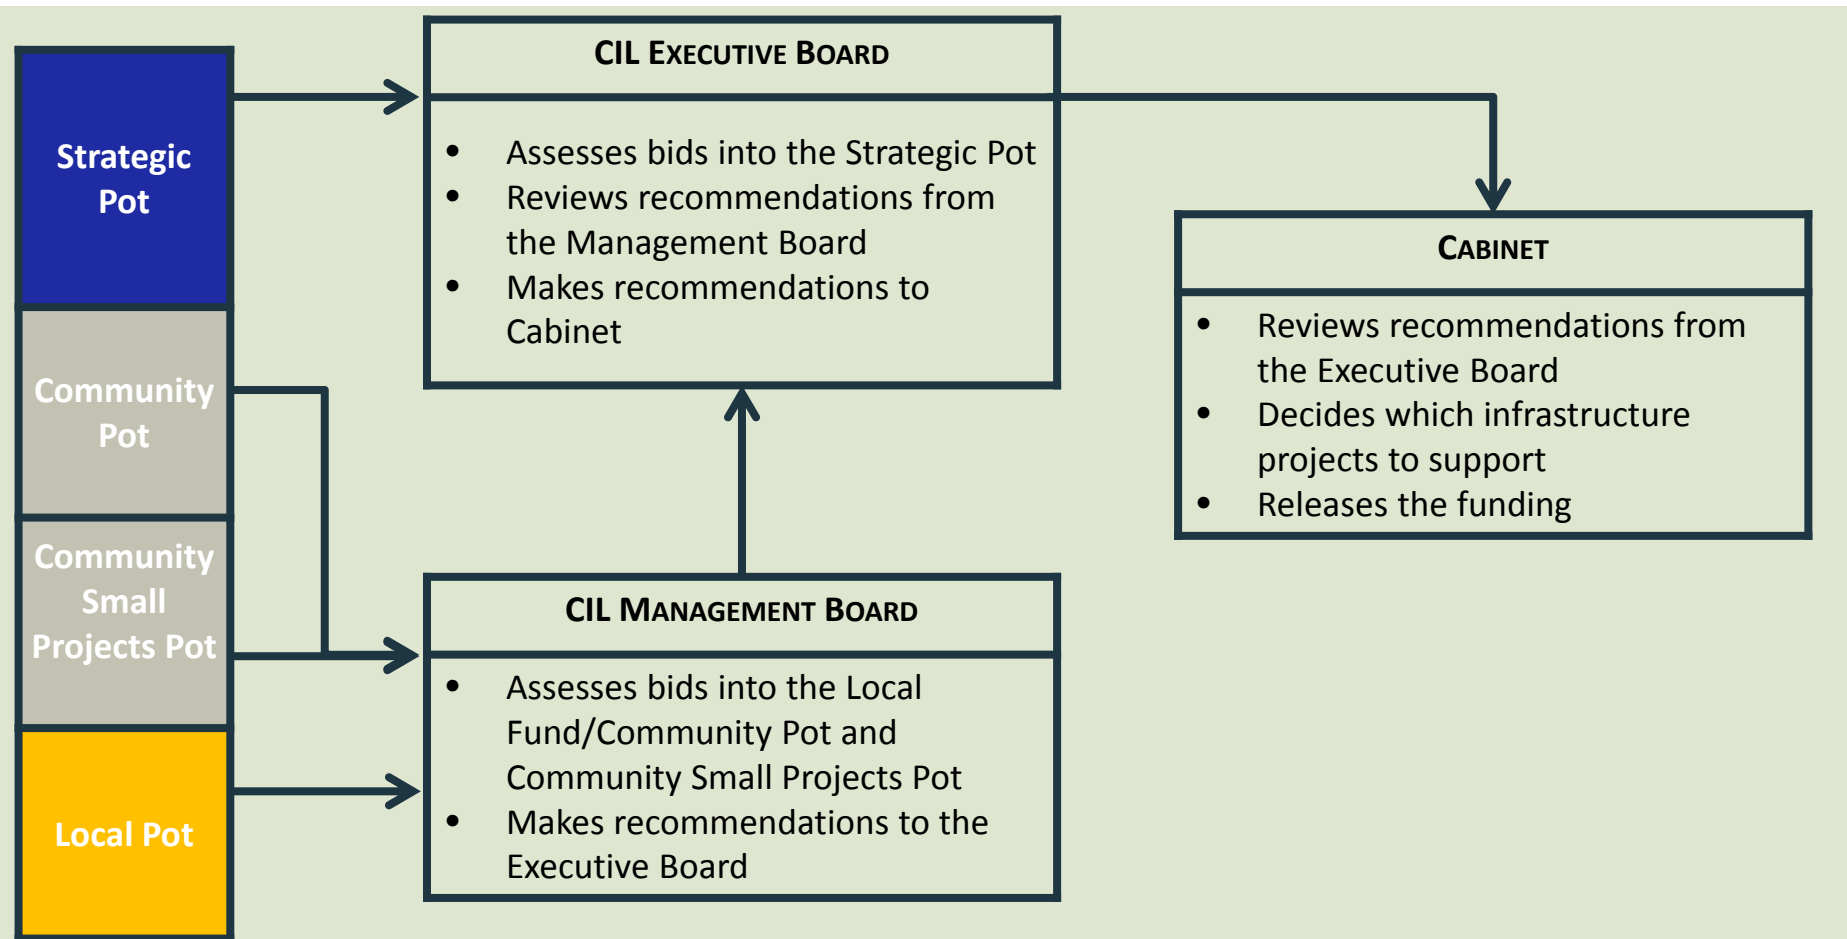 Strategic
Pot
Community
Pot
Community
Small
Projects Pot
Local Pot
CIL EXECUTIVE BOARD
• Assesses bids into the Strategic Pot
• Reviews recommendations from
the Management Board
• Makes recommendations to
Cabinet
CIL MANAGEMENT BOARD
• Assesses bids into the Local
Fund/Community Pot and
Community Small Projects Pot
• Makes recommendations to the
Executive Board
CABINET
• Reviews recommendations from
the Executive Board
• Decides which infrastructure
projects to support
• Releases the funding